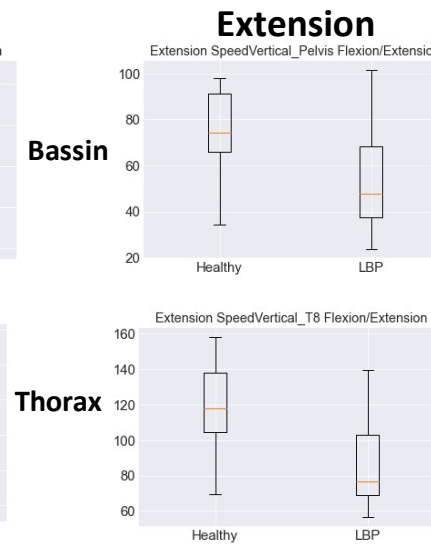 Extension
Extension SpeedVertical_Pelvis Flexion/Extensio
Bassin
100
80
60
40
20
Healthy LBP
Extension SpeedVertical_T8 Flexion/Extension
Thorax
160
140
120
100
80
60
Healthy LBP